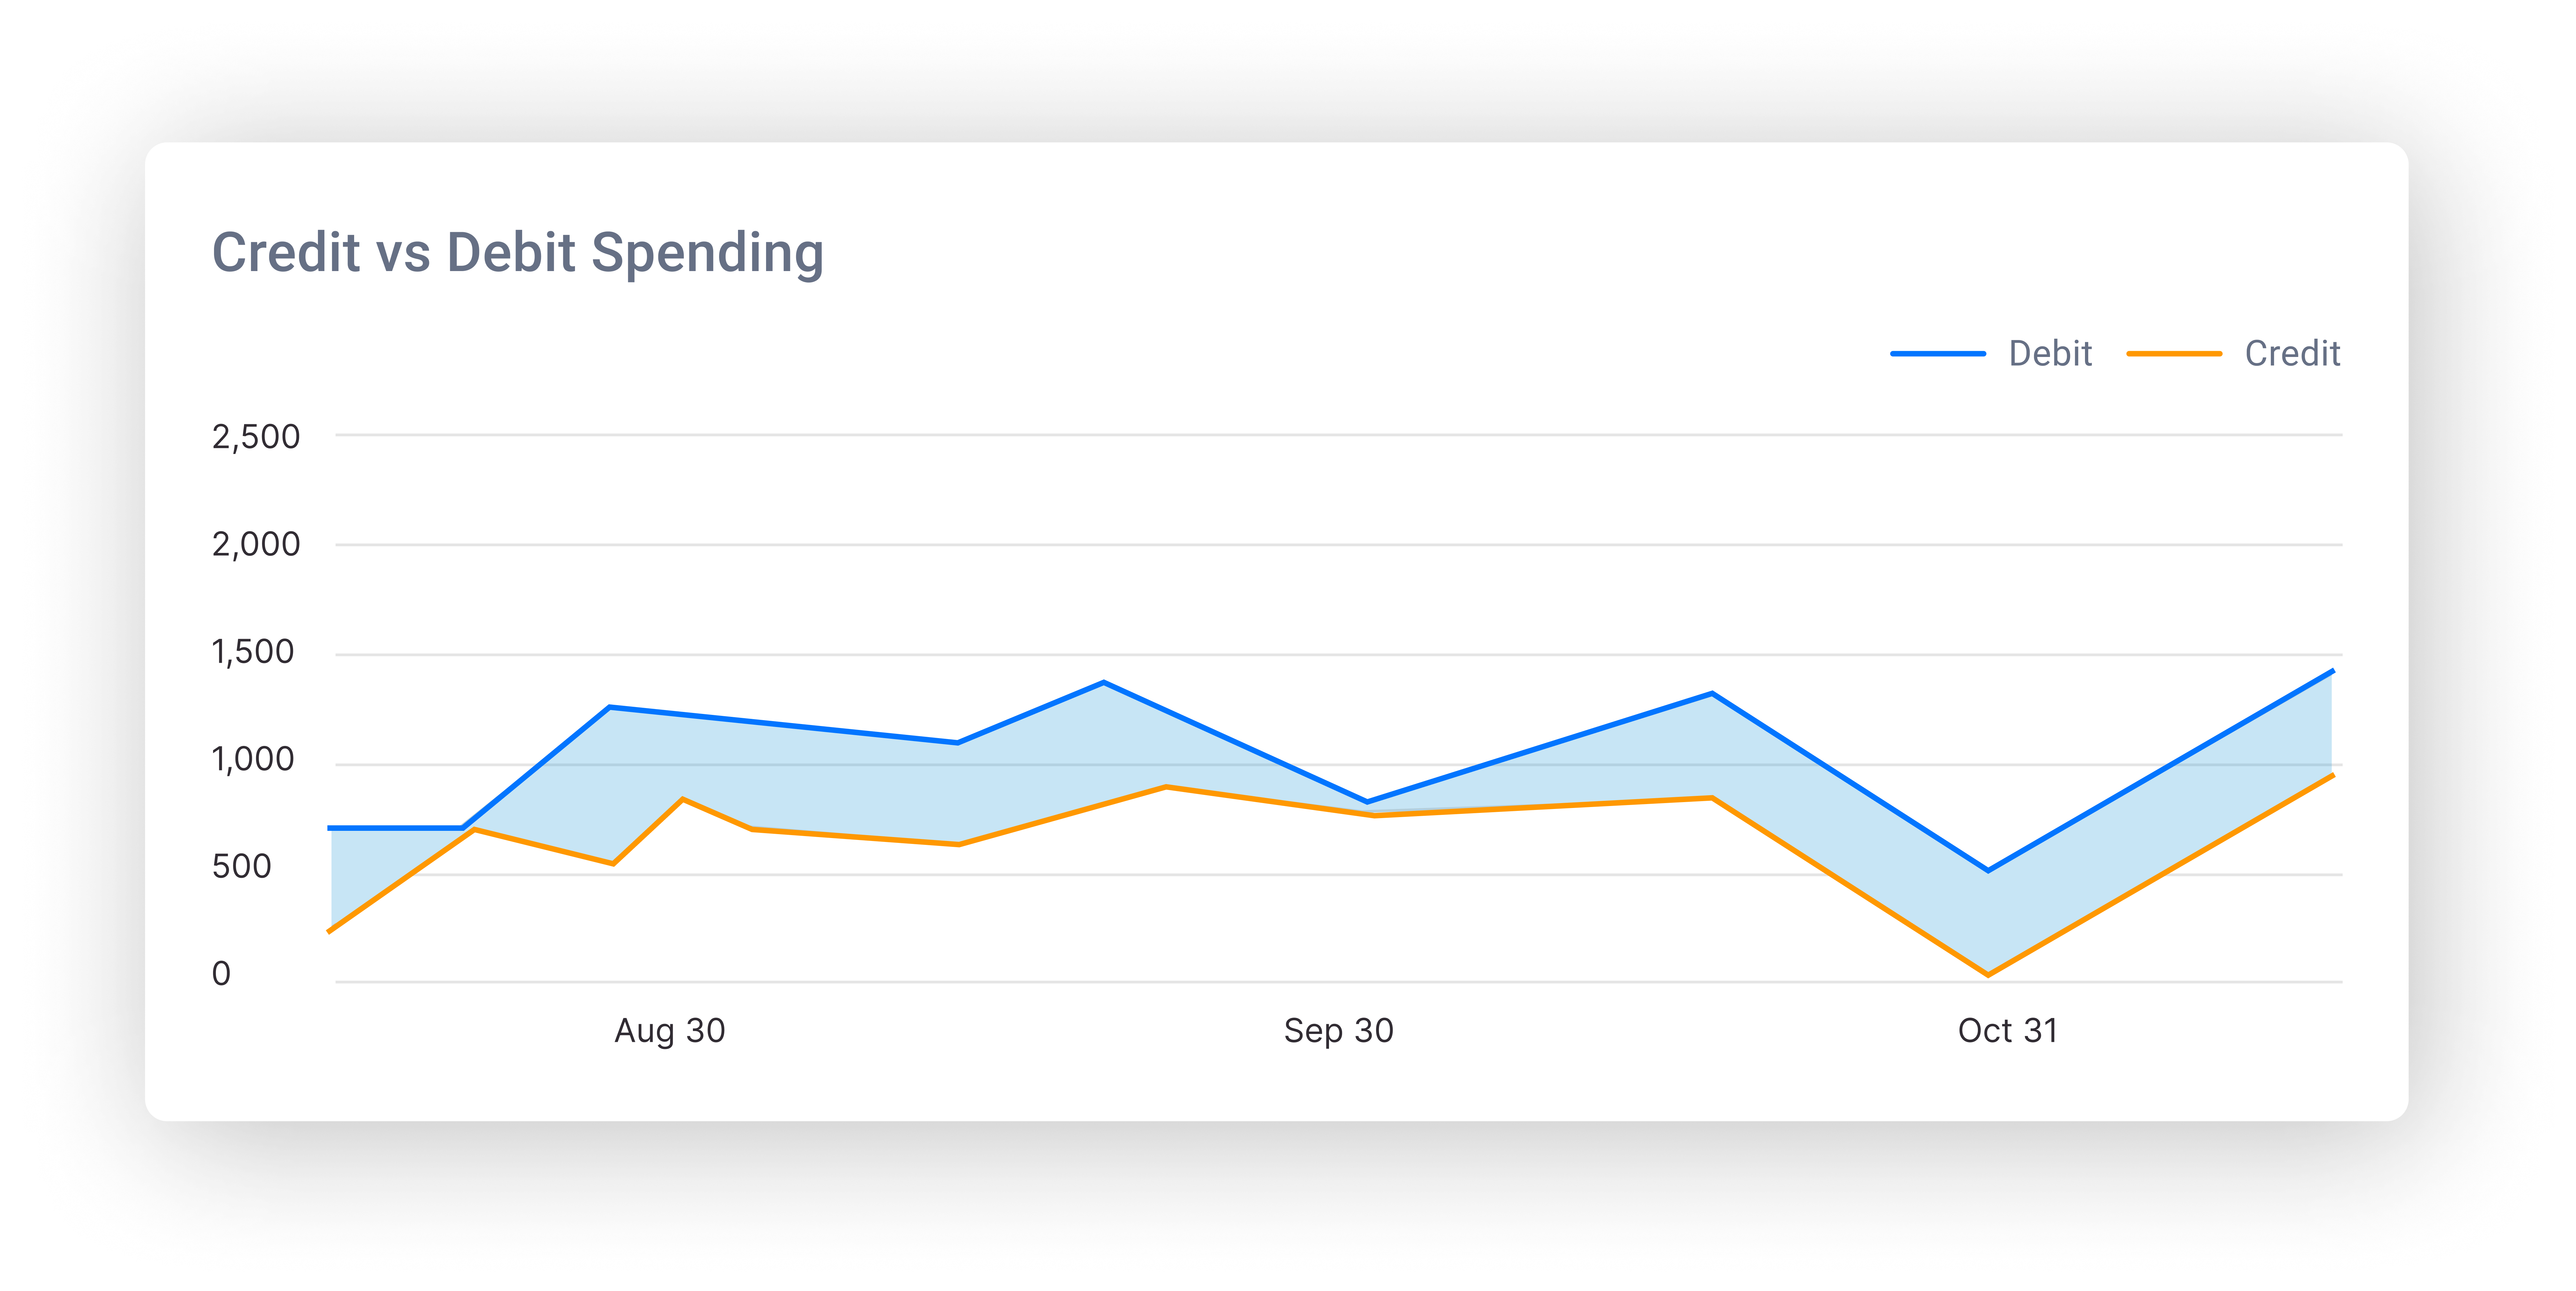 Credit vs Debit Spending
Debit Credit
2,500
2,000
1,500
1,000
500
0
Aug 30 Sep 30 Oct 31